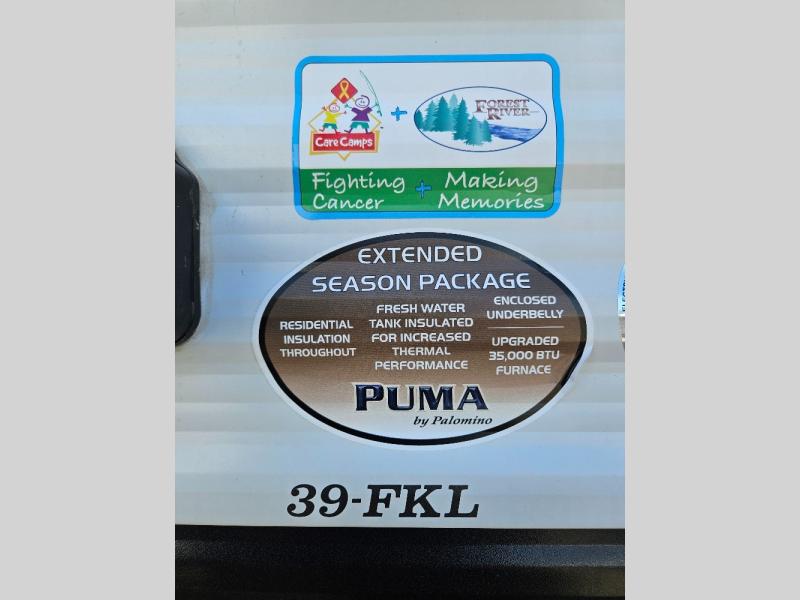 Care Camps
+
FOREST
RIVER
Fighting + Making
Cancer Memories
EXTENDED
SEASON PACKAGE
RESIDENTIAL
INSULATION
THROUGHOUT
FRESH WATER
TANK INSULATED
FOR INCREASED
THERMAL
PERFORMANCE
ENCLOSED
UNDERBELLY
UPGRADED
35,000 BTU
FURNACE
PUMA
by Palomino
39-FKL